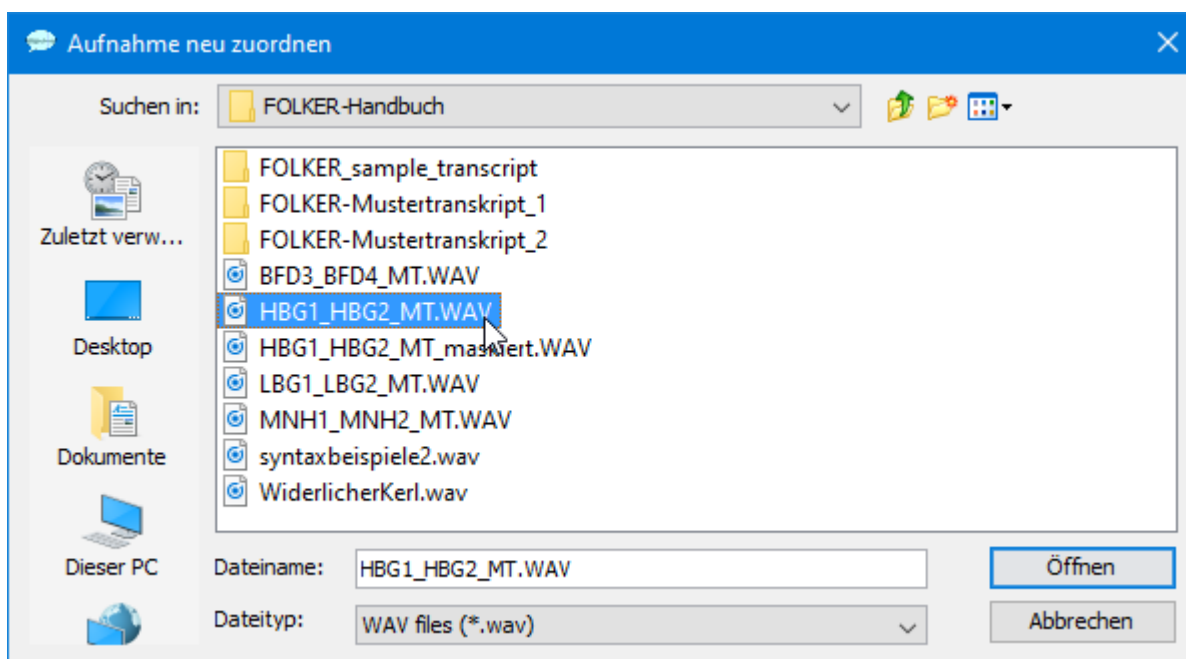 Aufnahme neu zuordnen
Suchen in:
FOLKER-Handbuch
Zuletzt verw...
Desktop
Dokumente
Dieser PC
FOLKER_sample_transcript
FOLKER-Mustertranskript_1
FOLKER-Mustertranskript_2
BFD3_BFD4_MT.WAV
HBG1_HBG2_MT.WAV
HBG1_HBG2_MT_maskiert.WAV
LBG1_LBG2_MT.WAV
MNH1_MNH2_MT.WAV
syntaxbeispiele2.wav
WiderlicherKerl.wav
Dateiname:
HBG1_HBG2_MT.WAV
Öffnen
Dateityp:
WAV files (*.wav)
Abbrechen